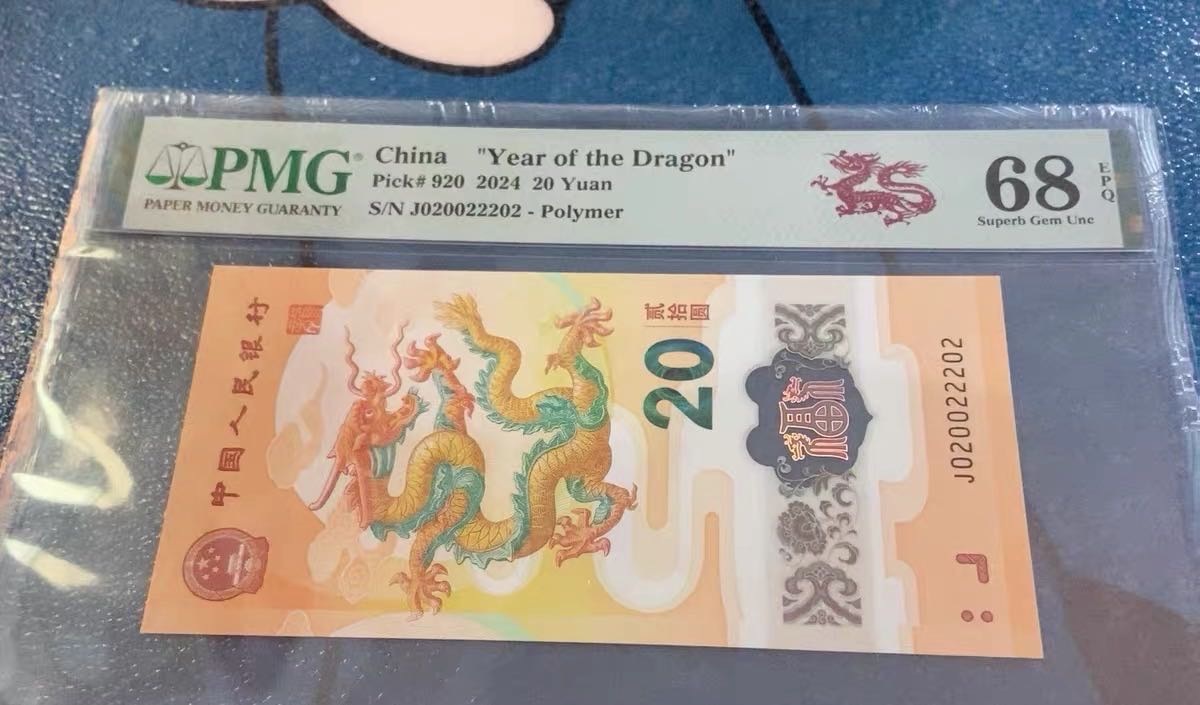 PMG® China "Year of the Dragon"
Pick# 920 2024 20 Yuan
PAPER MONEY GUARANTY S/N J020022202 - Polymer
68
EPQ
Superb Gem Unc
中国人民银行
贰拾圆
20
福
J020022202